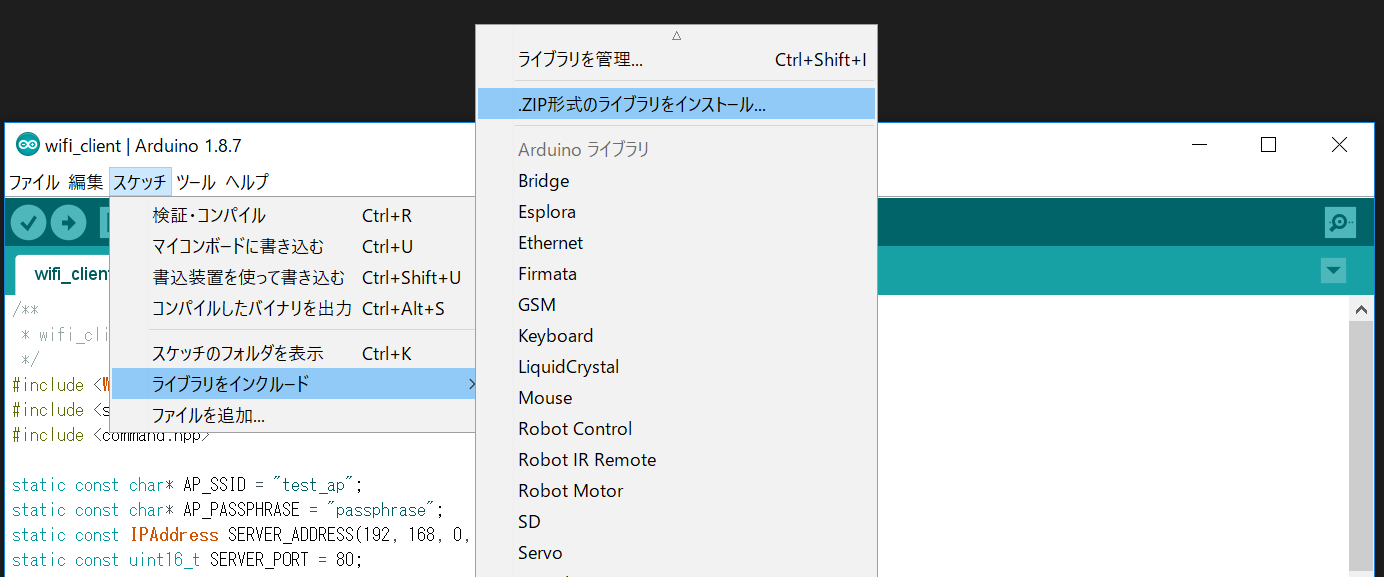 △
ライブラリを管理... Ctrl+Shift+I
.ZIP形式のライブラリをインストール...
Arduino ライブラリ
Bridge
Esplora
Ethernet
Firmata
GSM
Keyboard
LiquidCrystal
Mouse
Robot Control
Robot IR Remote
Robot Motor
SD
Servo
wifi_client | Arduino 1.8.7
ファイル 編集 スケッチ ツール ヘルプ
検証・コンパイル Ctrl+R
マイコンボードに書き込む Ctrl+U
書込装置を使って書き込む Ctrl+Shift+U
コンパイルしたバイナリを出力 Ctrl+Alt+S
スケッチのフォルダを表示 Ctrl+K
ライブラリをインクルード
ファイルを追加...
wifi_client
/**
* wifi_cli
*/
#include <W
#include <s
#include <command.hpp>
static const char* AP_SSID = "test_ap";
static const char* AP_PASSPHRASE = "passphrase";
static const IPAddress SERVER_ADDRESS(192, 168, 0,
static const uint16_t SERVER_PORT = 80;